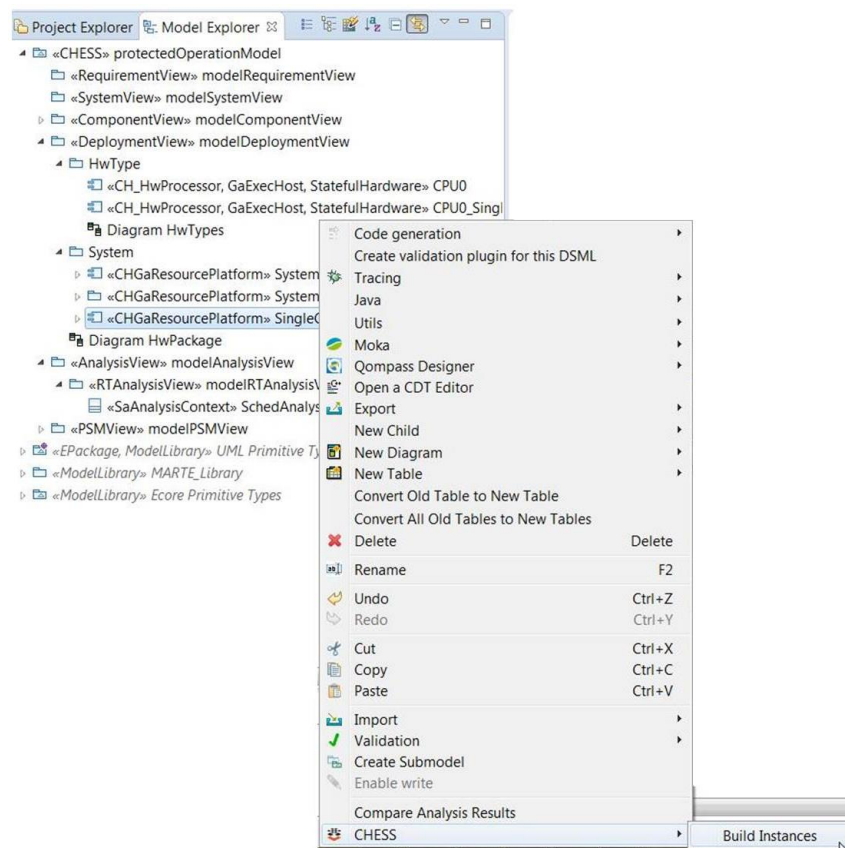 Project Explorer Model Explorer
«CHESS» protectedOperationModel
«RequirementView» modelRequirementView
«SystemView» modelSystemView
«ComponentView» modelComponentView
«DeploymentView» modelDeploymentView
HwType
«CH_HwProcessor, GaExecHost, StatefulHardware» CPU0
«CH_HwProcessor, GaExecHost, StatefulHardware» CPU0_Singl
Diagram HwTypes
System
«CHGaResourcePlatform» System
«CHGaResourcePlatform» System
«CHGaResourcePlatform» SingleC
Diagram HwPackage
«AnalysisView» modelAnalysisView
«RTAnalysisView» modelRTAnalysisV
«SaAnalysisContext» SchedAnalys
«PSMView» modelPSMView
«EPackage, ModelLibrary» UML Primitive Ty
«ModelLibrary» MARTE_Library
«ModelLibrary» Ecore Primitive Types
Code generation
Create validation plugin for this DSML
Tracing
Java
Utils
Moka
Qompass Designer
Open a CDT Editor
Export
New Child
New Diagram
New Table
Convert Old Table to New Table
Convert All Old Tables to New Tables
Delete Delete
Rename F2
Undo Ctrl+Z
Redo Ctrl+Y
Cut Ctrl+X
Copy Ctrl+C
Paste Ctrl+V
Import
Validation
Create Submodel
Enable write
Compare Analysis Results
CHESS Build Instances